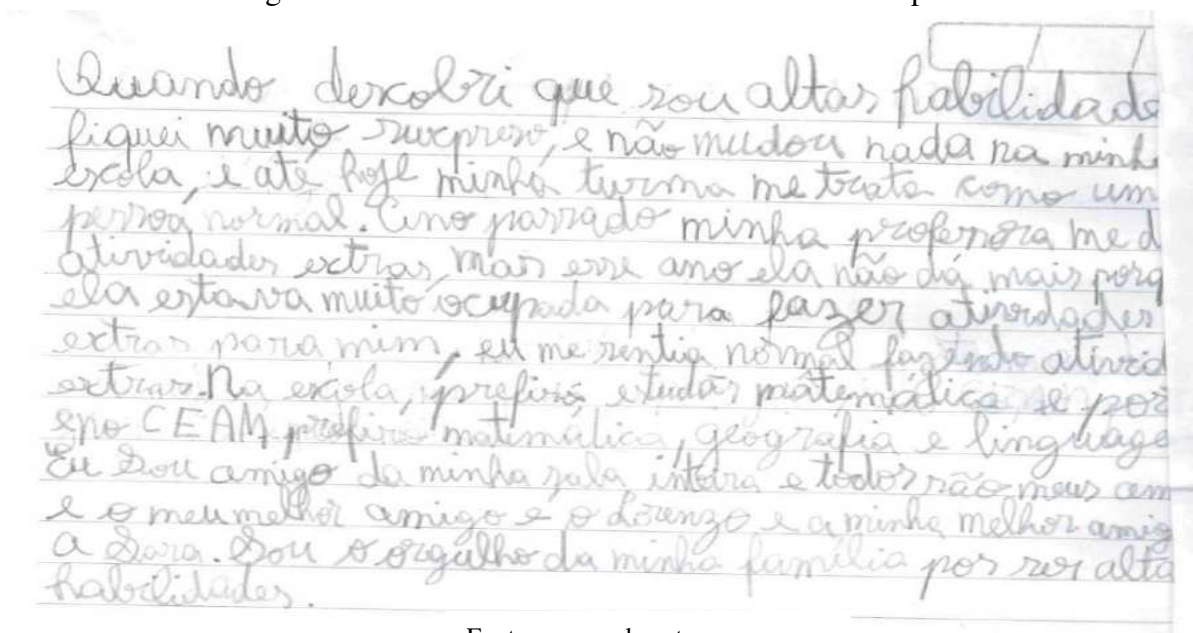 Quando descobri que sou altas habilidade
fiquei muito surpreso, e não mudou nada na minha
escola, e até hoje minha turma me trata como um
pessoa normal. Ano passado minha professora me d
atividades extras, mas esse ano ela não dá mais porq
ela estava muito ocupada para fazer atividades
extras para mim, eu me sentia normal fazendo ativid
extras. Na escola, prefiro estudar matemática e por
e no CEAM prefiro matemática, geografia e linguage
Eu sou amigo da minha sala inteira e todos são meus am
e o meu melhor amigo e o Lorenzo e a minha melhor amig
a Sara. Sou o orgulho da minha família por ser alta
habilidades.